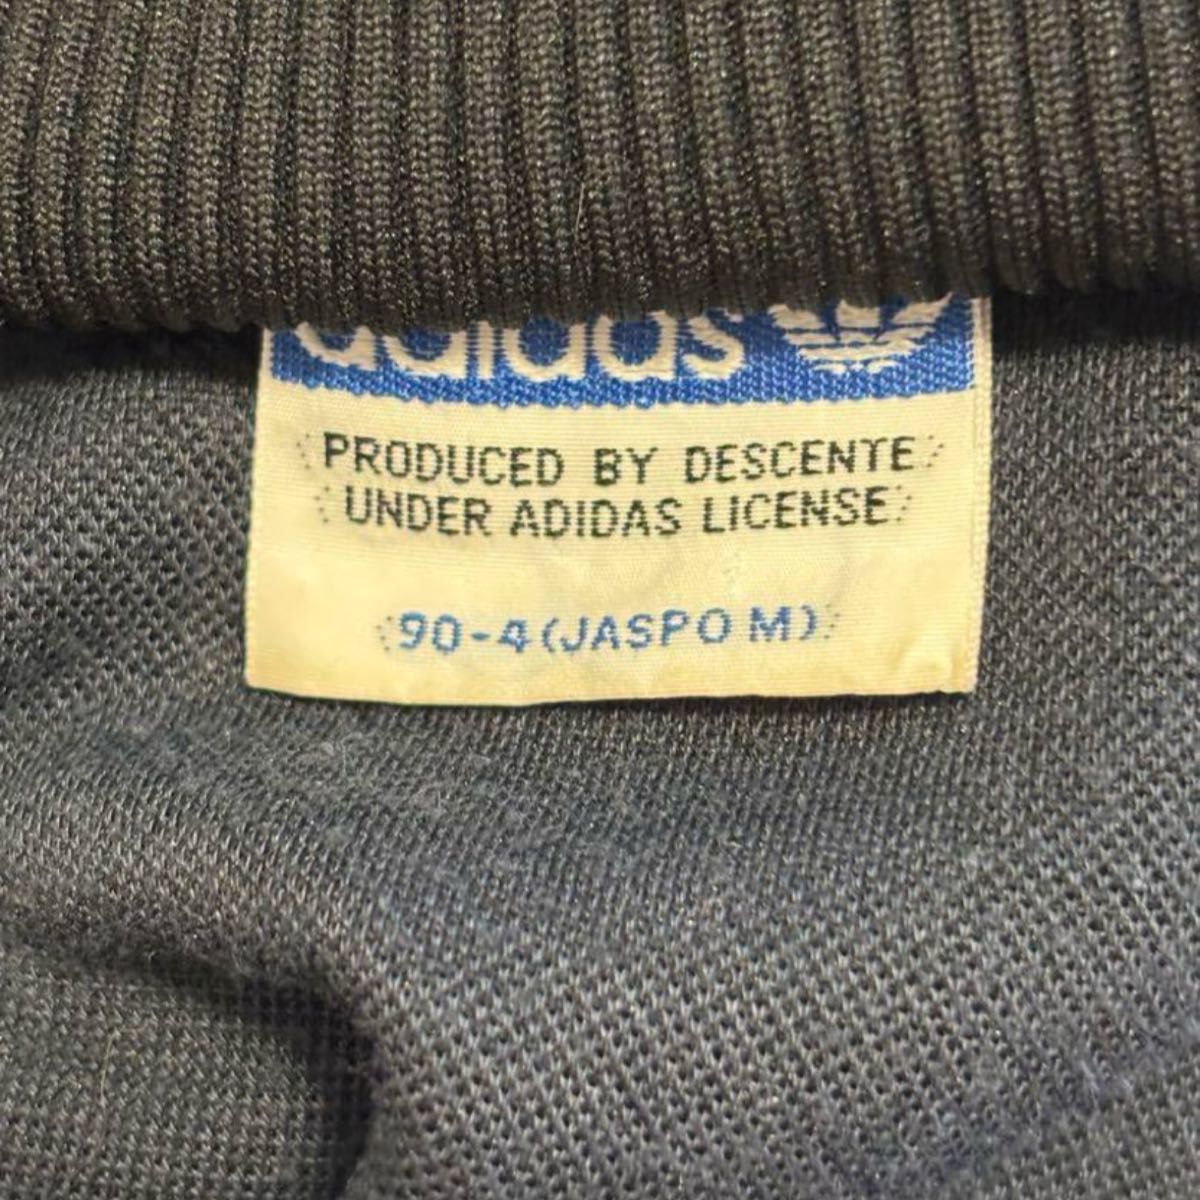 adidas
PRODUCED BY DESCENTE
UNDER ADIDAS LICENSE
90-4(JASPO M)